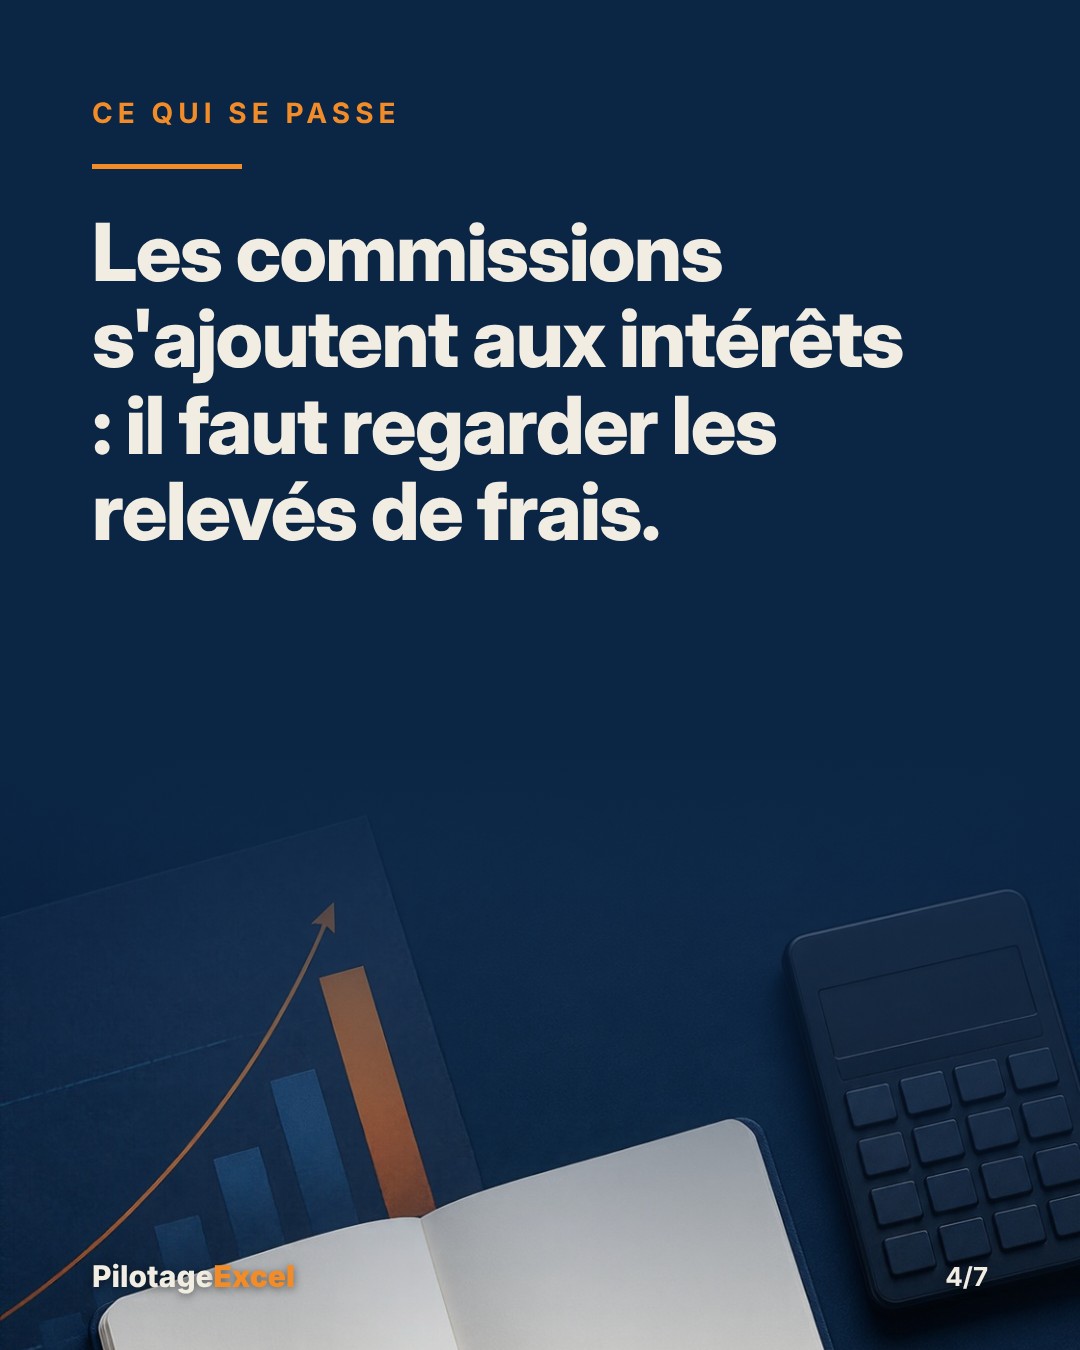 CE QUI SE PASSE
Les commissions
s'ajoutent aux intérêts
: il faut regarder les
relevés de frais.
PilotageExcel
4/7